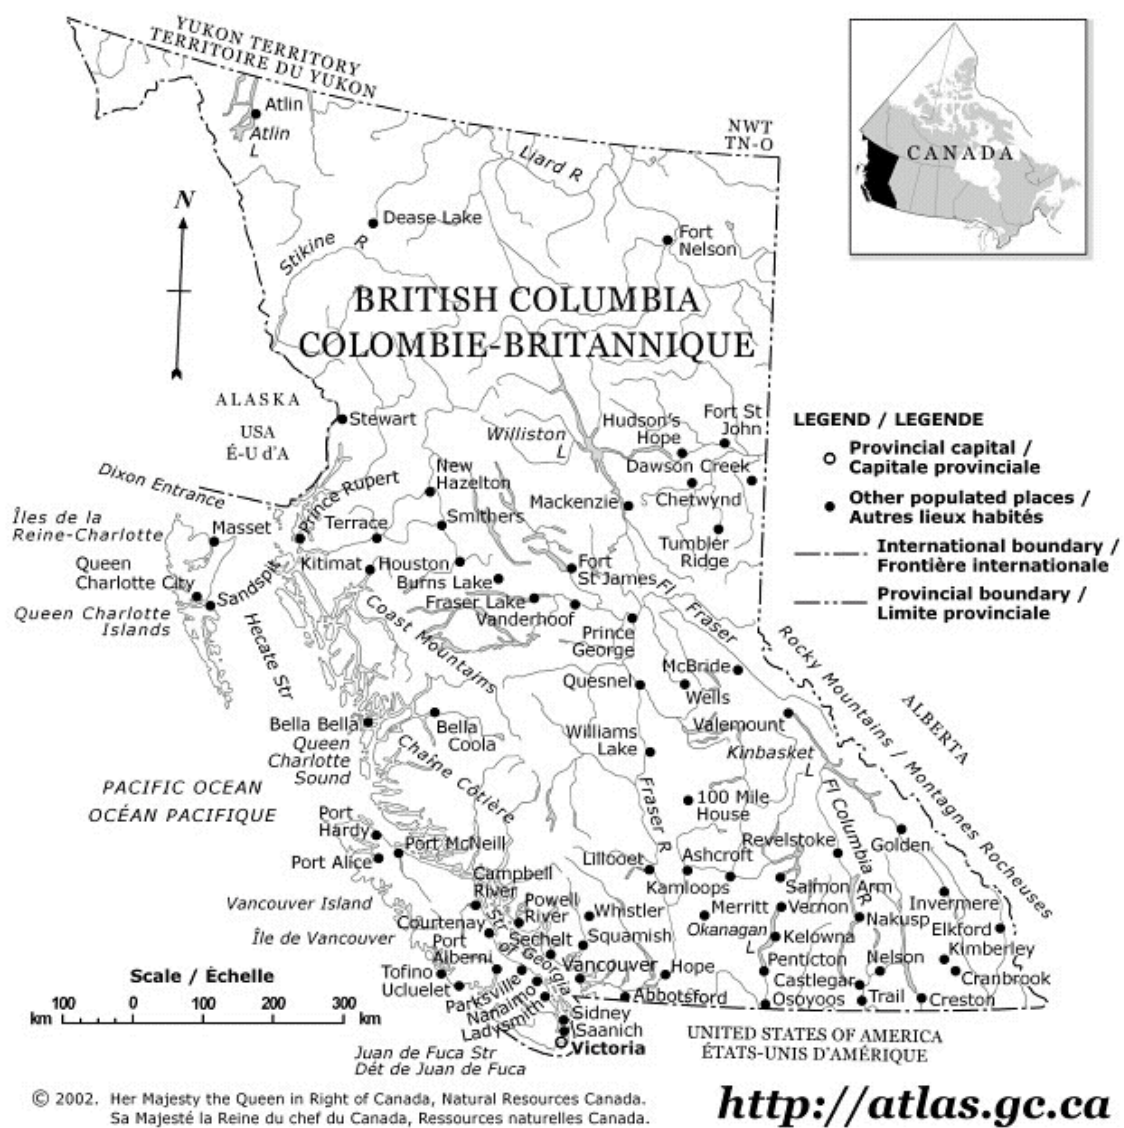 YUKON TERRITORY
TERRITOIRE DU YUKON
Atlin
Atlin
L
NWT
TN-O
Liard R
CANADA
N
Dease Lake
Stikine R
Fort
Nelson
BRITISH COLUMBIA
COLOMBIE-BRITANNIQUE
ALASKA
USA
É-U d'A
Stewart
Williston
L
Hudson's
Hope
Fort St
John
Dawson Creek
Chetwynd
Mackenzie
Tumbler
Ridge
LEGEND / LEGENDE
Provincial capital /
Capitale provinciale
Other populated places /
Autres lieux habités
International boundary /
Frontière internationale
Provincial boundary /
Limite provinciale
Dixon Entrance
Prince Rupert
New
Hazelton
Smithers
Terrace
Îles de la
Reine-Charlotte
Masset
Queen
Charlotte City
Sandspit
Queen Charlotte
Islands
Hecate Str
Kitimat
Houston
Burns Lake
Fort
St James
Fraser Lake
Vanderhoof
Prince
George
Coast Mountains
Chaîne Côtière
Fl Fraser
Rocky Mountains / Montagnes Rocheuses
ALBERTA
McBride
Quesnel
Wells
Valemount
Kinbasket
L
Williams
Lake
Bella Bella
Bella
Coola
Queen
Charlotte
Sound
PACIFIC OCEAN
OCÉAN PACIFIQUE
100 Mile
House
Fraser R
Fl Columbia R
Port
Hardy
Port McNeill
Port Alice
Revelstoke
Golden
Lillooet
Ashcroft
Kamloops
Salmon Arm
Campbell
River
Powell
River
Whistler
Merritt
Vernon
Nakusp
Invermere
Elkford
Vancouver Island
Île de Vancouver
Courtenay
Str of Georgia
Sechelt
Squamish
Okanagan
L
Kelowna
Kimberley
Port
Alberni
Tofino
Ucluelet
Parksville
Nanaimo
Ladysmith
Vancouver
Hope
Abbotsford
Penticton
Castlegar
Nelson
Cranbrook
Osoyoos
Trail
Creston
Sidney
Saanich
Victoria
Scale / Échelle
100 0 100 200 300
km km
UNITED STATES OF AMERICA
ÉTATS-UNIS D'AMÉRIQUE
Juan de Fuca Str
Dét de Juan de Fuca
© 2002. Her Majesty the Queen in Right of Canada, Natural Resources Canada.
Sa Majesté la Reine du chef du Canada, Ressources naturelles Canada.
http://atlas.gc.ca